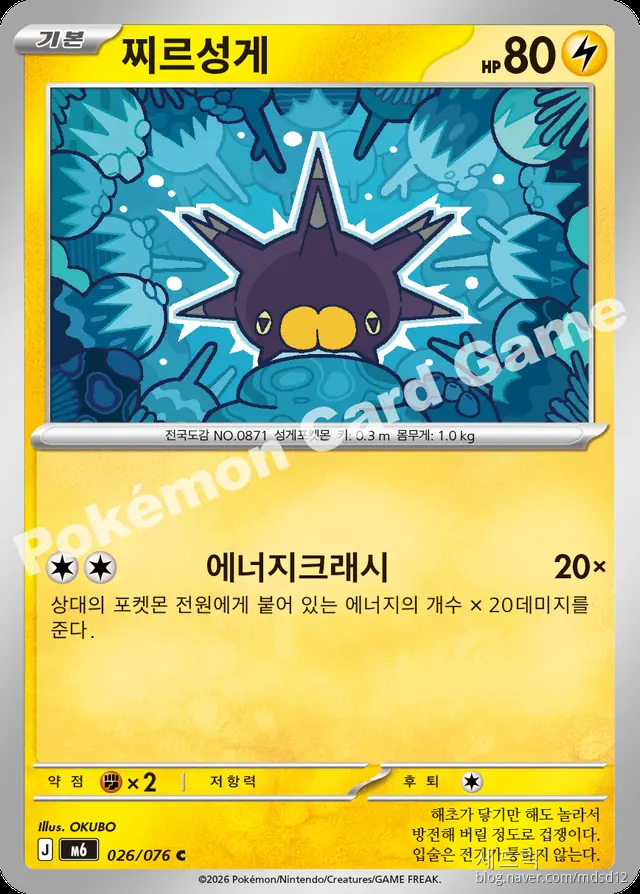 기본
찌르성게
HP 80
전국도감 NO.0871 성게포켓몬 키: 0.3 m 몸무게: 1.0 kg
Pokémon Card Game
에너지크래시 20×
상대의 포켓몬 전원에게 붙어 있는 에너지의 개수 × 20데미지를
준다.
약점 ×2 저항력 후퇴
Illus. OKUBO
J M6 026/076 C
해초가 닿기만 해도 놀라서
방전해 버릴 정도로 겁쟁이다.
입술은 전기가 통하지 않는다.
©2026 Pokémon/Nintendo/Creatures/GAME FREAK.
blog.naver.com/mdsd12